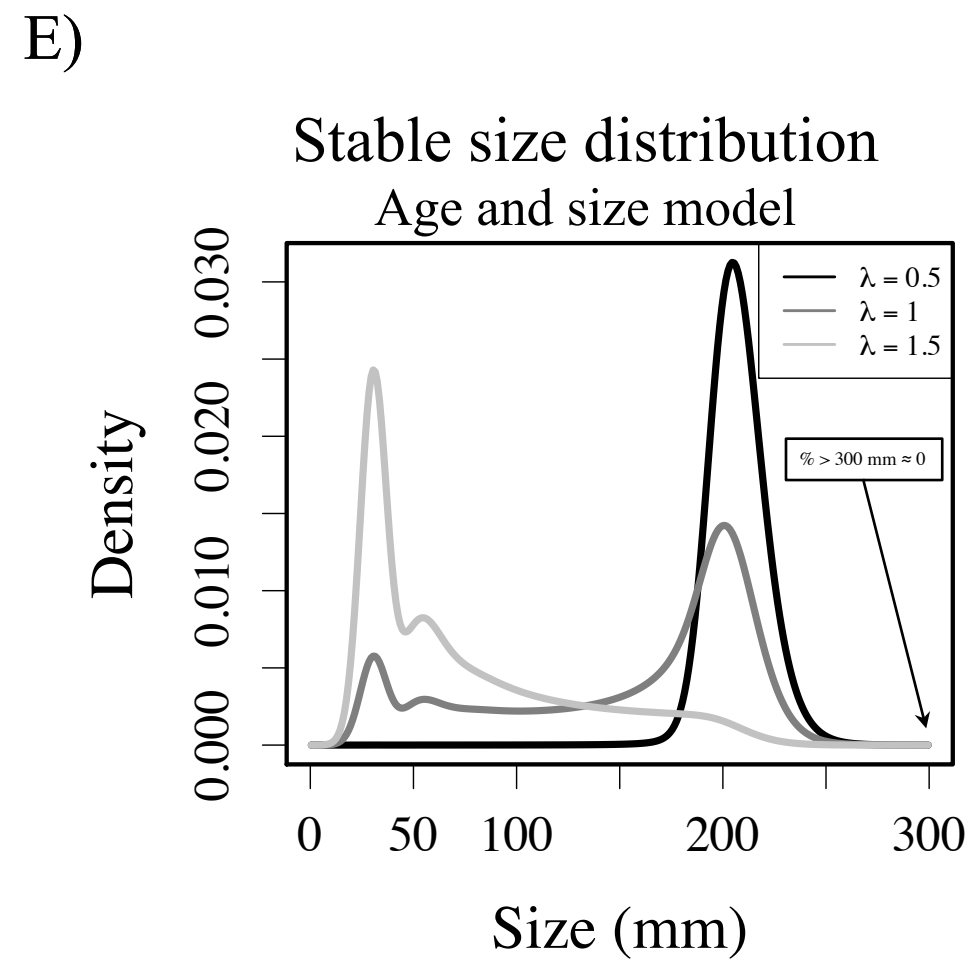 E)
Stable size distribution
Age and size model
λ = 0.5
λ = 1
λ = 1.5
% > 300 mm ≈ 0
Density
0.030
0.020
0.010
0.000
0 50 100 200 300
Size (mm)